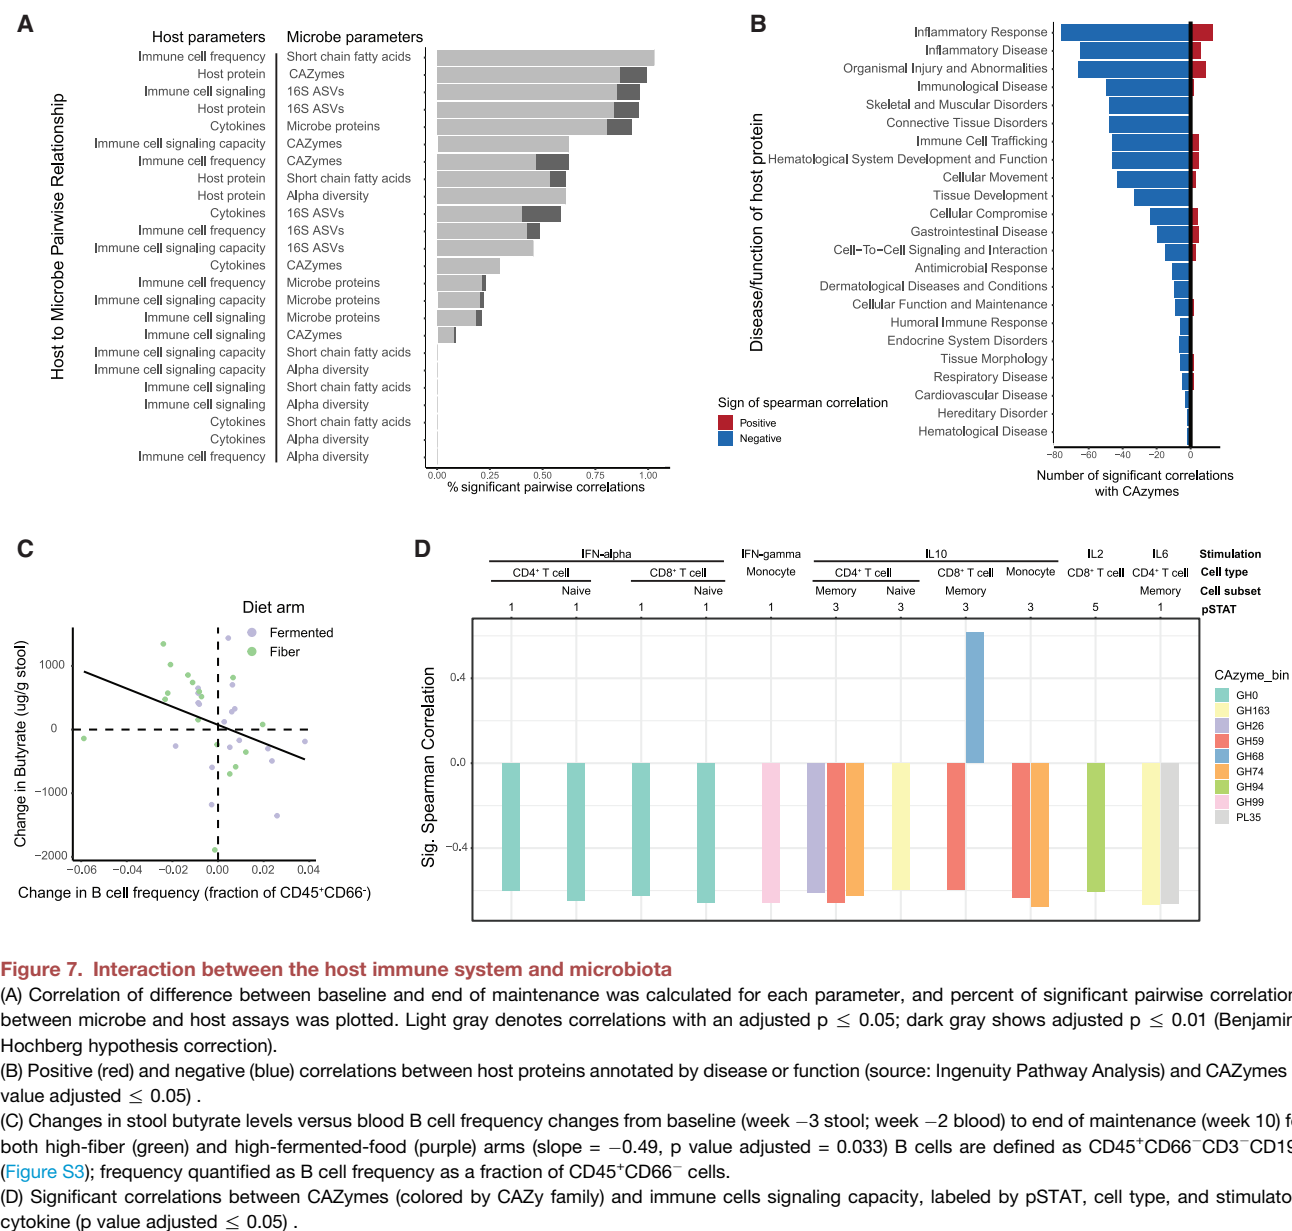 A
Host parameters Microbe parameters
Host to Microbe Pairwise Relationship
Immune cell frequency Short chain fatty acids
Host protein CAZymes
Immune cell signaling 16S ASVs
Host protein 16S ASVs
Cytokines Microbe proteins
Immune cell signaling capacity CAZymes
Immune cell frequency CAZymes
Host protein Short chain fatty acids
Host protein Alpha diversity
Cytokines 16S ASVs
Immune cell frequency 16S ASVs
Immune cell signaling capacity 16S ASVs
Cytokines CAZymes
Immune cell frequency Microbe proteins
Immune cell signaling capacity Microbe proteins
Immune cell signaling Microbe proteins
Immune cell signaling CAZymes
Immune cell signaling capacity Short chain fatty acids
Immune cell signaling capacity Alpha diversity
Immune cell signaling Short chain fatty acids
Immune cell signaling Alpha diversity
Cytokines Short chain fatty acids
Cytokines Alpha diversity
Immune cell frequency Alpha diversity
0.00 0.25 0.50 0.75 1.00
% significant pairwise correlations
B
Disease/function of host protein
Inflammatory Response
Inflammatory Disease
Organismal Injury and Abnormalities
Immunological Disease
Skeletal and Muscular Disorders
Connective Tissue Disorders
Immune Cell Trafficking
Hematological System Development and Function
Cellular Movement
Tissue Development
Cellular Compromise
Gastrointestinal Disease
Cell−To−Cell Signaling and Interaction
Antimicrobial Response
Dermatological Diseases and Conditions
Cellular Function and Maintenance
Humoral Immune Response
Endocrine System Disorders
Tissue Morphology
Respiratory Disease
Cardiovascular Disease
Hereditary Disorder
Hematological Disease
Sign of spearman correlation
Positive
Negative
−80 −60 −40 −20 0
Number of significant correlations
with CAzymes
C
Diet arm
Fermented
Fiber
Change in Butyrate (ug/g stool)
1000
0
−1000
−2000
−0.06 −0.04 −0.02 0.00 0.02 0.04
Change in B cell frequency (fraction of CD45⁺CD66⁻)
D
IFN-alpha IFN-gamma IL10 IL2 IL6 Stimulation
CD4⁺ T cell CD8⁺ T cell Monocyte CD4⁺ T cell CD8⁺ T cell Monocyte CD8⁺ T cell CD4⁺ T cell Cell type
Naive Naive Memory Naive Memory Memory Cell subset
1 1 1 1 1 3 3 3 3 5 1 pSTAT
Sig. Spearman Correlation
0.4
0.0
−0.4
CAzyme_bin
GH0
GH163
GH26
GH59
GH68
GH74
GH94
GH99
PL35
Figure 7. Interaction between the host immune system and microbiota
(A) Correlation of difference between baseline and end of maintenance was calculated for each parameter, and percent of significant pairwise correlation
between microbe and host assays was plotted. Light gray denotes correlations with an adjusted p ≤ 0.05; dark gray shows adjusted p ≤ 0.01 (Benjamin
Hochberg hypothesis correction).
(B) Positive (red) and negative (blue) correlations between host proteins annotated by disease or function (source: Ingenuity Pathway Analysis) and CAZymes
value adjusted ≤ 0.05) .
(C) Changes in stool butyrate levels versus blood B cell frequency changes from baseline (week −3 stool; week −2 blood) to end of maintenance (week 10) f
both high-fiber (green) and high-fermented-food (purple) arms (slope = −0.49, p value adjusted = 0.033) B cells are defined as CD45⁺CD66⁻CD3⁻CD19
(Figure S3); frequency quantified as B cell frequency as a fraction of CD45⁺CD66⁻ cells.
(D) Significant correlations between CAZymes (colored by CAZy family) and immune cells signaling capacity, labeled by pSTAT, cell type, and stimulato
cytokine (p value adjusted ≤ 0.05) .